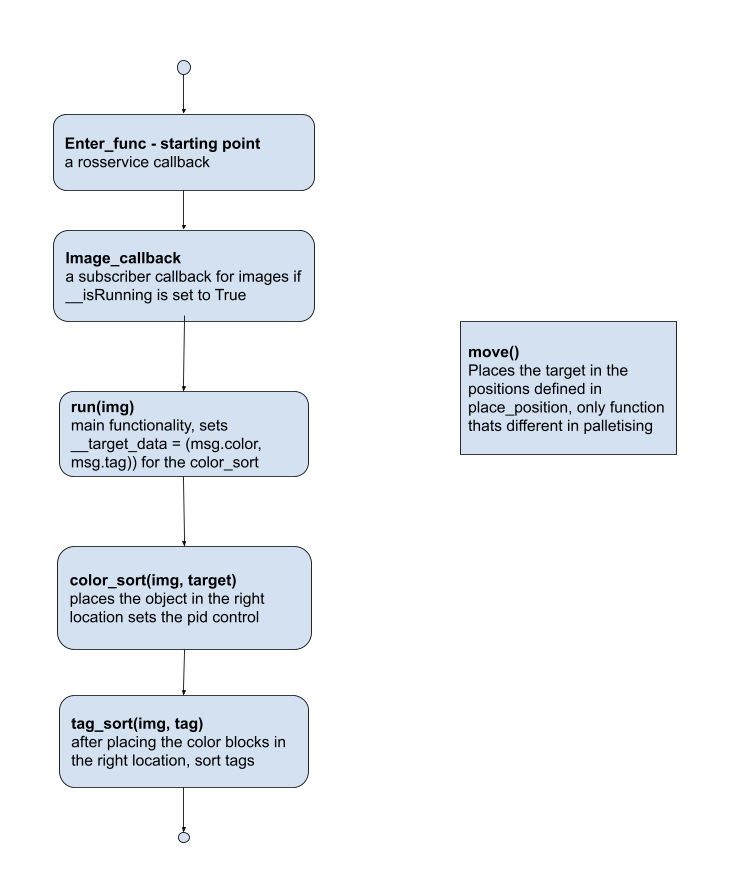 Enter_func - starting point
a rosservice callback
Image_callback
a subscriber callback for images if
__isRunning is set to True
run(img)
main functionality, sets
__target_data = (msg.color,
msg.tag)) for the color_sort
color_sort(img, target)
places the object in the right
location sets the pid control
tag_sort(img, tag)
after placing the color blocks in
the right location, sort tags
move()
Places the target in the
positions defined in
place_position, only function
thats different in palletising